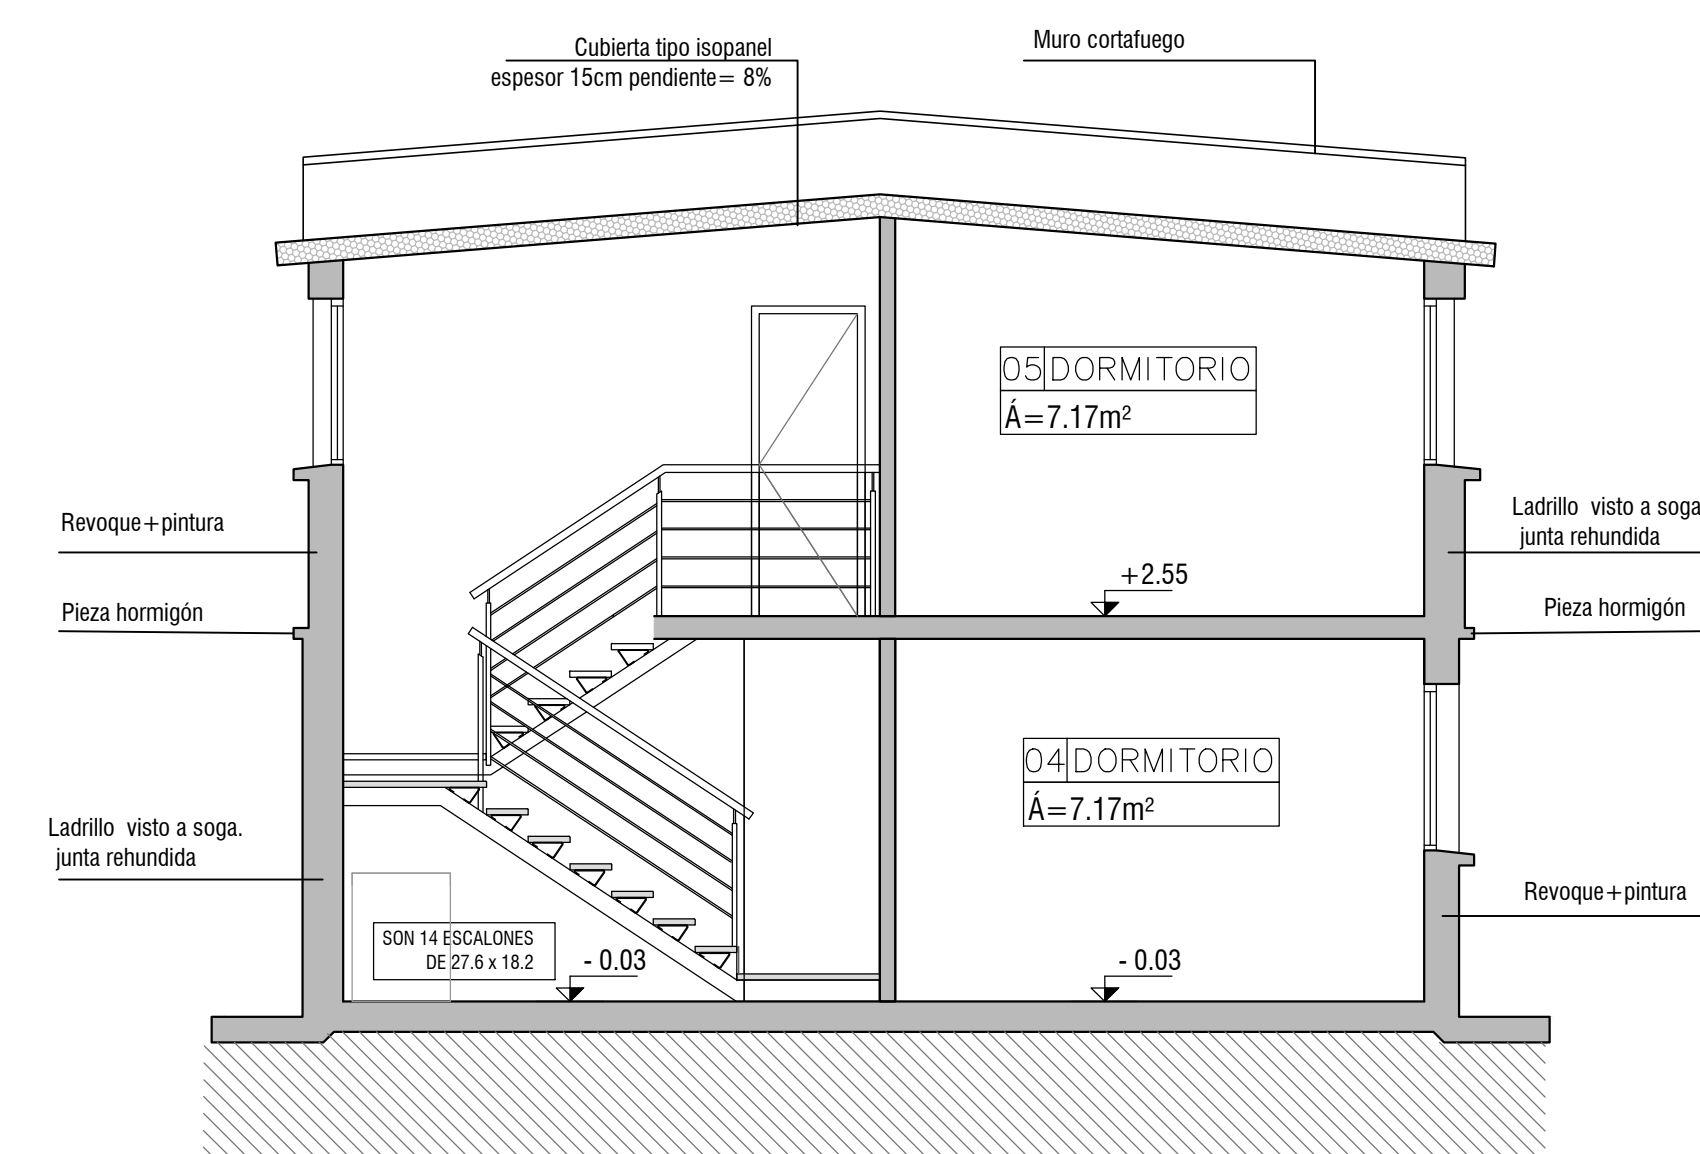 Cubierta tipo isopanel
espesor 15cm pendiente= 8%
Muro cortafuego
05 DORMITORIO
Á=7.17m²
Revoque+pintura
Ladrillo visto a soga
junta rehundida
+2.55
Pieza hormigón
Pieza hormigón
04 DORMITORIO
Á=7.17m²
Ladrillo visto a soga.
junta rehundida
Revoque+pintura
SON 14 ESCALONES
DE 27.6 x 18.2
- 0.03
- 0.03